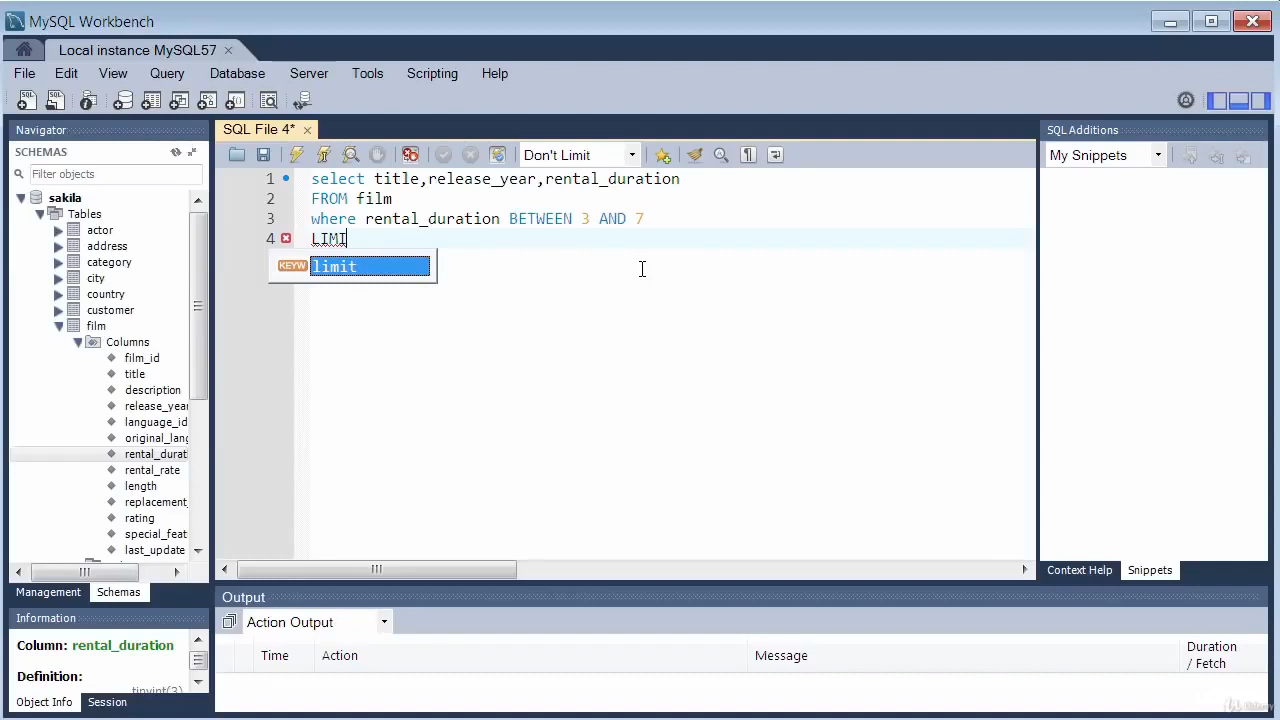 MySQL Workbench
Local instance MySQL57
File Edit View Query Database Server Tools Scripting Help
Navigator
SCHEMAS
Filter objects
sakila
Tables
actor
address
category
city
country
customer
film
Columns
film_id
title
description
release_year
language_id
original_lang
rental_durati
rental_rate
length
replacement_
rating
special_feat
last_update
Management Schemas
Information
Column: rental_duration
Definition:
tinyint(3)
Object Info Session
SQL File 4*
Don't Limit
1 select title,release_year,rental_duration
2 FROM film
3 where rental_duration BETWEEN 3 AND 7
4 LIMI
KEYW limit
SQL Additions
My Snippets
Context Help Snippets
Output
Action Output
Time Action Message Duration
/ Fetch